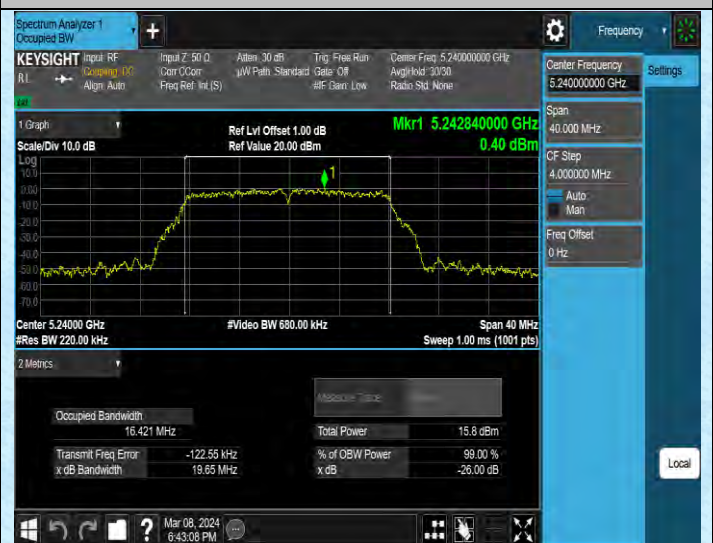 Spectrum Analyzer 1
Occupied BW
+
Frequency
KEYSIGHT
Input: RF
Input Z: 50 Ω
Atten: 30 dB
Trig: Free Run
Center Freq: 5.240000000 GHz
RL
Coupling: DC
Corr CCorr
µW Path: Standard
Gate: Off
Avg|Hold: 30/30
Align: Auto
Freq Ref: Int (S)
#IF Gain: Low
Radio Std: None
Center Frequency
5.240000000 GHz
Settings
Span
40.000 MHz
CF Step
4.000000 MHz
Auto
Man
Freq Offset
0 Hz
1 Graph
Ref Lvl Offset 1.00 dB
Mkr1 5.242840000 GHz
Scale/Div 10.0 dB
Ref Value 20.00 dBm
0.40 dBm
Log
10.0
0.00
-10.0
-20.0
-30.0
-40.0
-50.0
-60.0
-70.0
1
Center 5.24000 GHz
#Video BW 680.00 kHz
Span 40 MHz
#Res BW 220.00 kHz
Sweep 1.00 ms (1001 pts)
2 Metrics
Measure Trace
Occupied Bandwidth
16.421 MHz
Total Power
15.8 dBm
Transmit Freq Error
-122.55 kHz
% of OBW Power
99.00 %
x dB Bandwidth
19.65 MHz
x dB
-26.00 dB
Local
?
Mar 08, 2024
6:43:08 PM